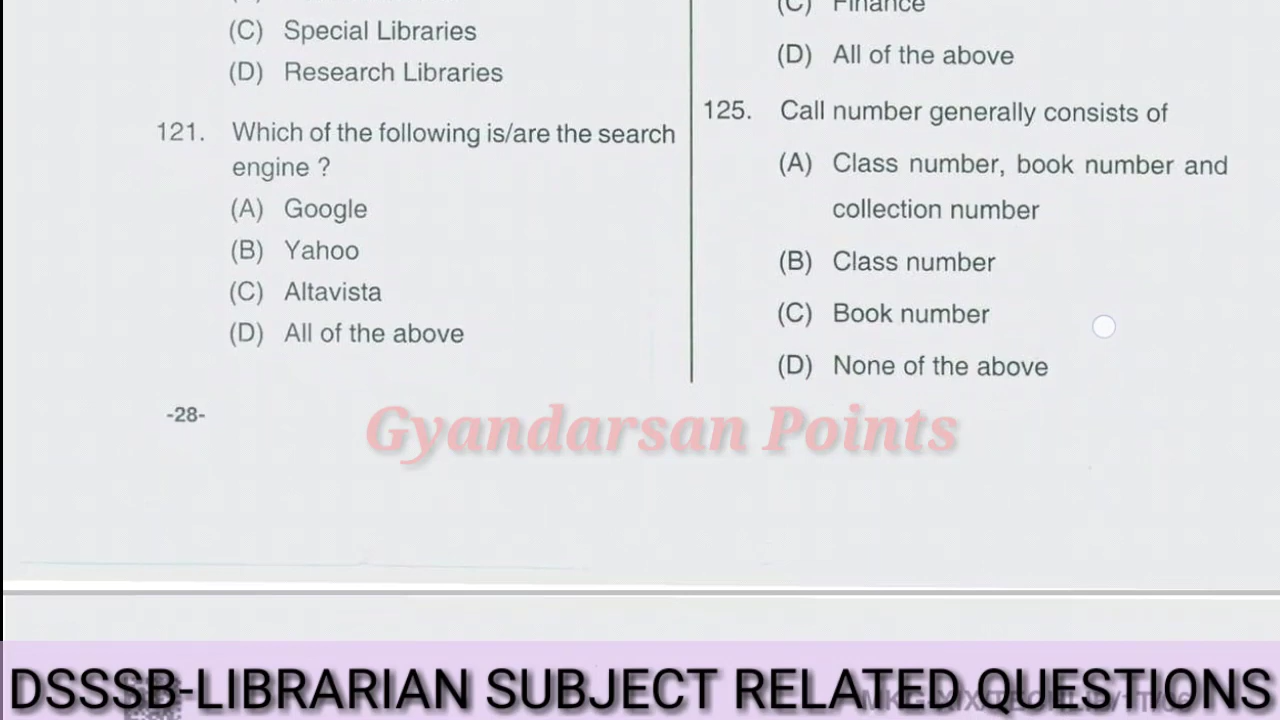 (C) Special Libraries
(D) Research Libraries
121. Which of the following is/are the search
engine ?
(A) Google
(B) Yahoo
(C) Altavista
(D) All of the above
-28-
(C) Finance
(D) All of the above
125. Call number generally consists of
(A) Class number, book number and
collection number
(B) Class number
(C) Book number
(D) None of the above
Gyandarsan Points
DSSSB-LIBRARIAN SUBJECT RELATED QUESTIONS